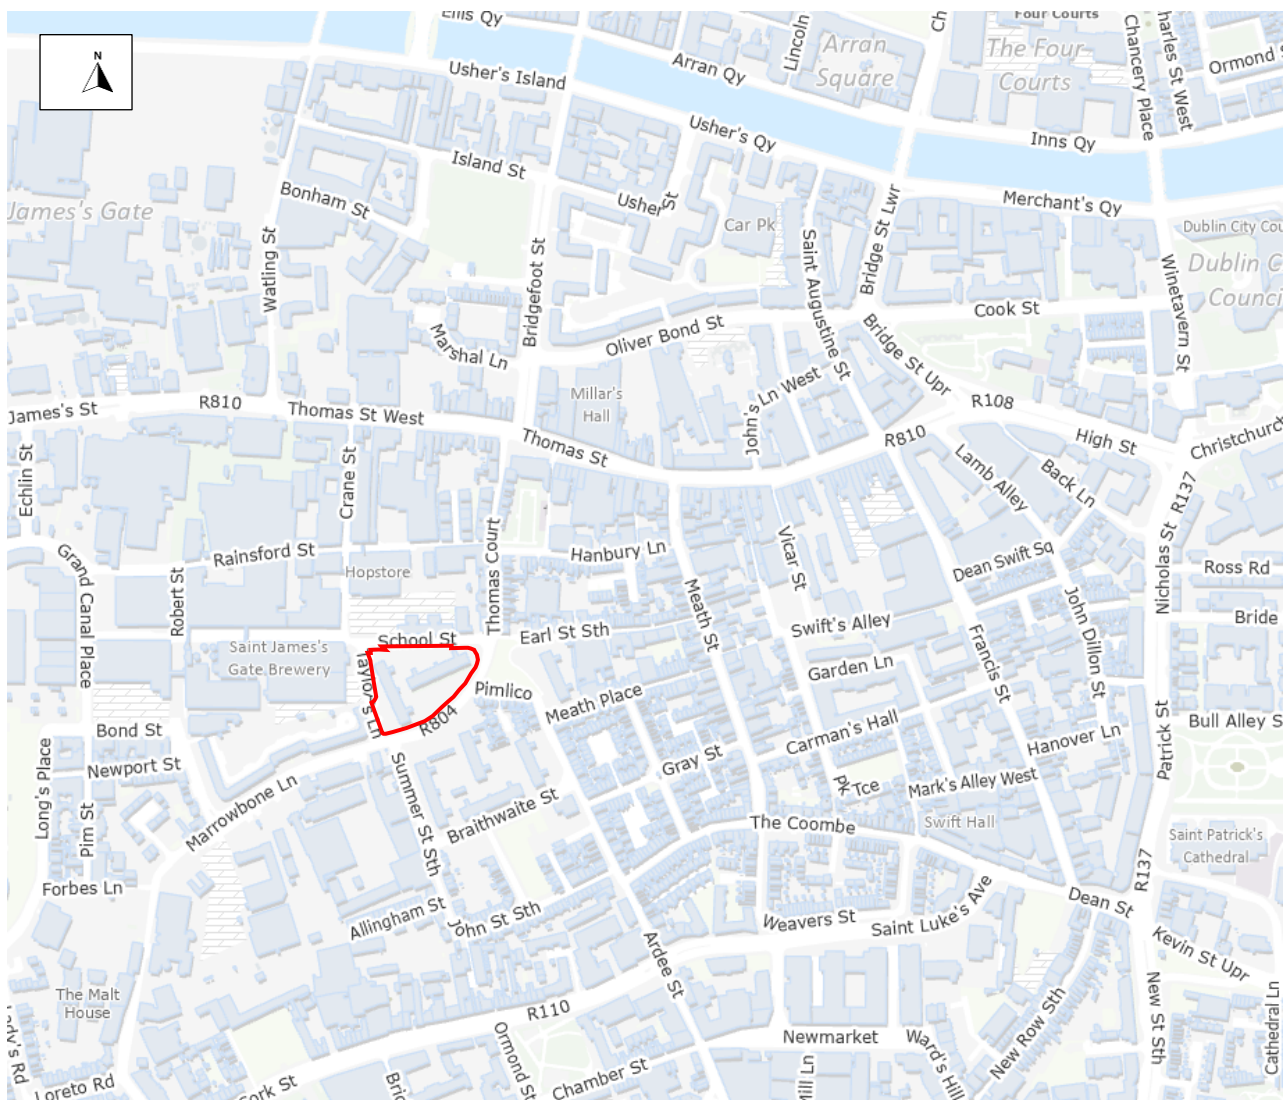 Ellis Qy
Lincoln
Ch
Four Courts
Chancery Place
harles St West
Ormond
N
Usher's Island
Arran Qy
Arran
Square
The Four
Courts
Usher's Qy
Inns Qy
Island St
Bonham St
Usher St
Merchant's Qy
James's Gate
Car Pk
Saint Augustine St
Bridge St Lwr
Dublin City Cou
Dublin C
Counci
Watling St
Bridgefoot St
Winetavern St
Cook St
Marshal Ln
Oliver Bond St
Bridge St Upr
James's St
R810
Thomas St West
Millar's
Hall
John's Ln West
R108
Thomas St
R810
High St
Christchurch
Echlin St
Crane St
Lamb Alley
Back Ln
R137
Nicholas St
Grand Canal Place
Rainsford St
Thomas Court
Hanbury Ln
Vicar St
Dean Swift Sq
Ross Rd
Hopstore
Robert St
Meath St
John Dillon St
Bride
School St
Earl St Sth
Swift's Alley
Francis St
Saint James's
Gate Brewery
Taylor's Ln
Garden Ln
Pimlico
Meath Place
R804
Carman's Hall
Patrick St
Bull Alley S
Bond St
Hanover Ln
Long's Place
Newport St
Gray St
Summer St Sth
Marrowbone Ln
Pk Tce
Mark's Alley West
Pim St
Braithwaite St
The Coombe
Swift Hall
Saint Patrick's
Cathedral
Forbes Ln
R137
Allingham St
John St Sth
Weavers St
Saint Luke's Ave
Dean St
Ardee St
Kevin St Upr
The Malt
House
R110
New St Sth
Cathedral Ln
dy's Rd
Ormond St
Newmarket
Ward's Hill
New Row Sth
Loreto Rd
Cork St
Bric
Chamber St
Mill Ln